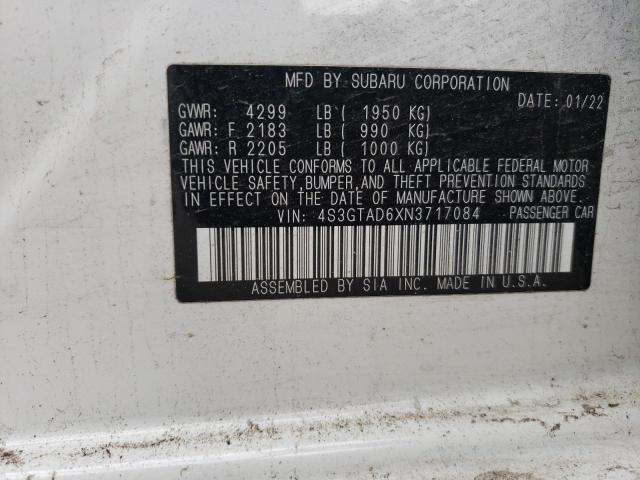 MFD BY SUBARU CORPORATION
DATE: 01/22
GVWR: 4299 LB ( 1950 KG)
GAWR: F 2183 LB ( 990 KG)
GAWR: R 2205 LB ( 1000 KG)
THIS VEHICLE CONFORMS TO ALL APPLICABLE FEDERAL MOTOR
VEHICLE SAFETY, BUMPER, AND THEFT PREVENTION STANDARDS
IN EFFECT ON THE DATE OF MANUFACTURE SHOWN ABOVE.
VIN: 4S3GTAD6XN3717084 PASSENGER CAR
ASSEMBLED BY SIA INC. MADE IN U.S.A.